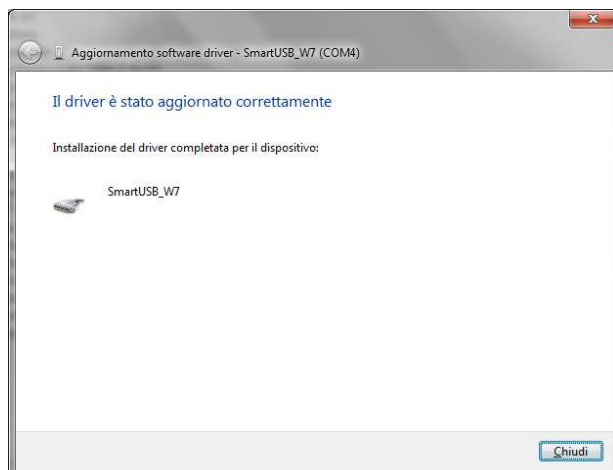 Aggiornamento software driver - SmartUSB_W7 (COM4)
Il driver è stato aggiornato correttamente
Installazione del driver completata per il dispositivo:
SmartUSB_W7
Chiudi